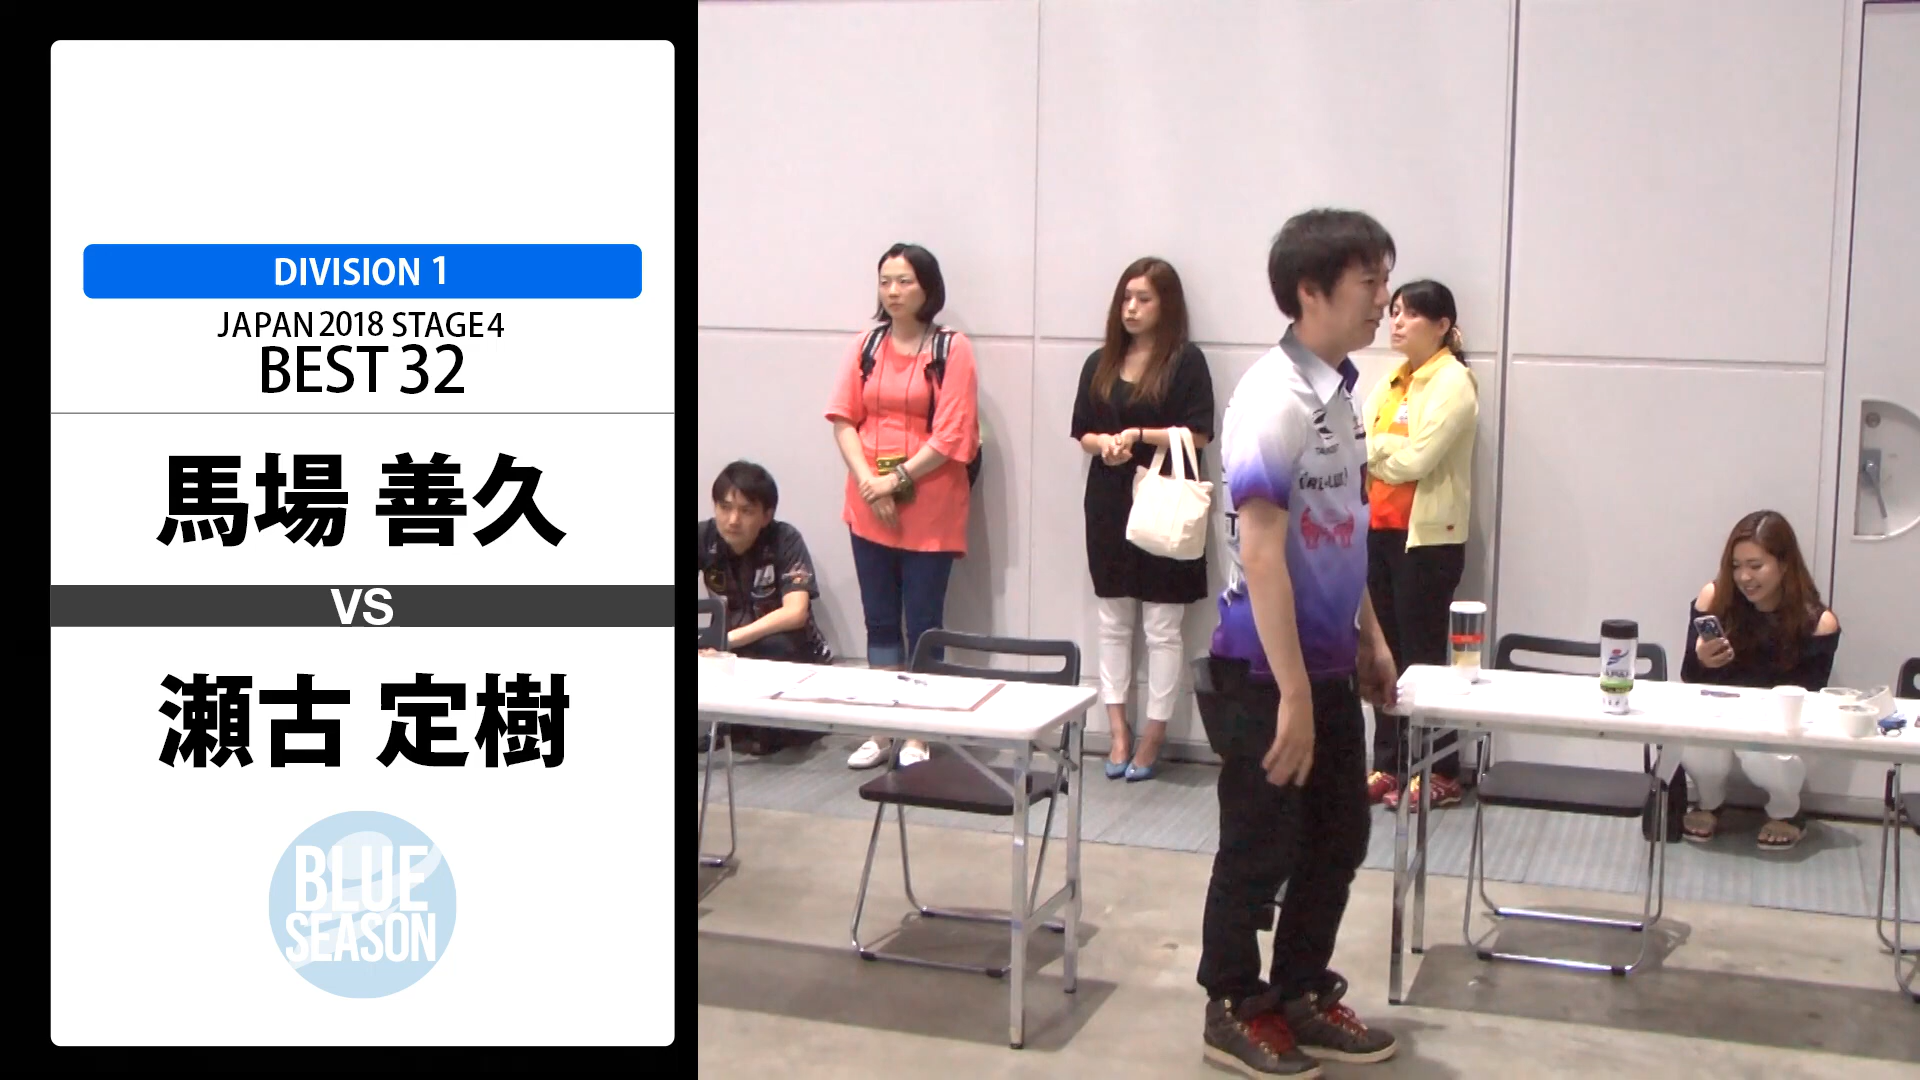 DIVISION 1
JAPAN 2018 STAGE 4
BEST 32
馬場 善久
VS
瀬古 定樹
BLUE
SEASON